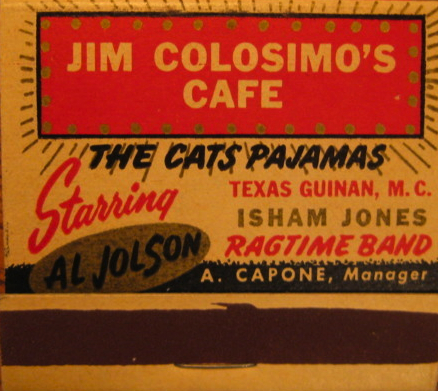 JIM COLOSIMO'S
CAFE
THE CATS PAJAMAS
Starring
AL JOLSON
TEXAS GUINAN, M. C.
ISHAM JONES
RAGTIME BAND
A. CAPONE, Manager